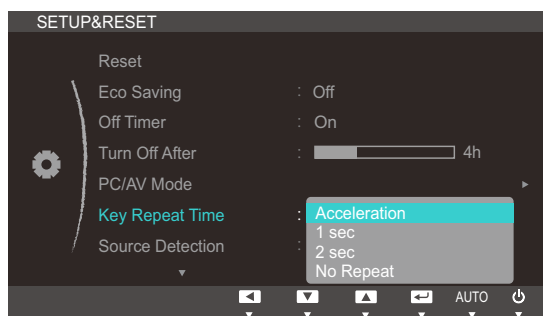 SETUP&RESET
Reset
Eco Saving : Off
Off Timer : On
Turn Off After : 4h
PC/AV Mode
Key Repeat Time : Acceleration
1 sec
Source Detection : 2 sec
No Repeat
AUTO